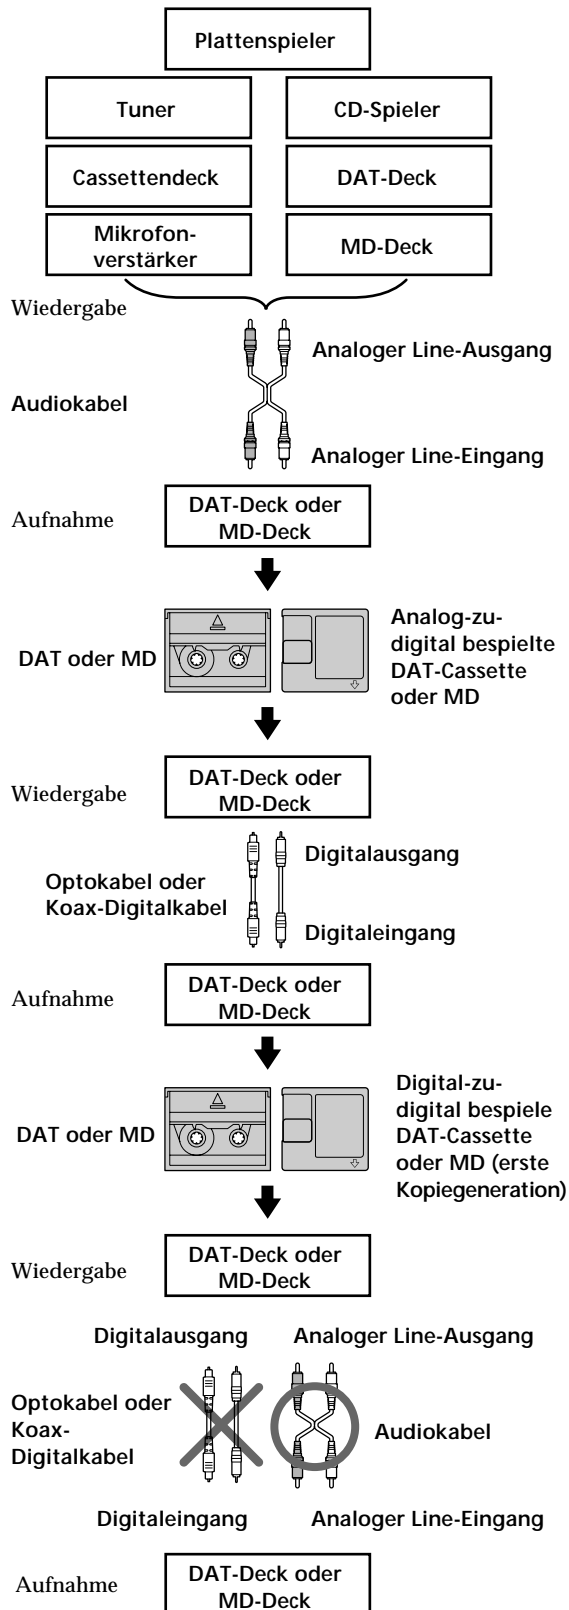 Plattenspieler
Tuner
CD-Spieler
Cassettendeck
DAT-Deck
Mikrofon-
verstärker
MD-Deck
Wiedergabe
Analoger Line-Ausgang
Audiokabel
Analoger Line-Eingang
Aufnahme
DAT-Deck oder
MD-Deck
DAT oder MD
Analog-zu-
digital bespielte
DAT-Cassette
oder MD
Wiedergabe
DAT-Deck oder
MD-Deck
Digitalausgang
Optokabel oder
Koax-Digitalkabel
Digitaleingang
Aufnahme
DAT-Deck oder
MD-Deck
DAT oder MD
Digital-zu-
digital bespiele
DAT-Cassette
oder MD (erste
Kopiegeneration)
Wiedergabe
DAT-Deck oder
MD-Deck
Digitalausgang
Analoger Line-Ausgang
Optokabel oder
Koax-
Digitalkabel
Audiokabel
Digitaleingang
Analoger Line-Eingang
Aufnahme
DAT-Deck oder
MD-Deck